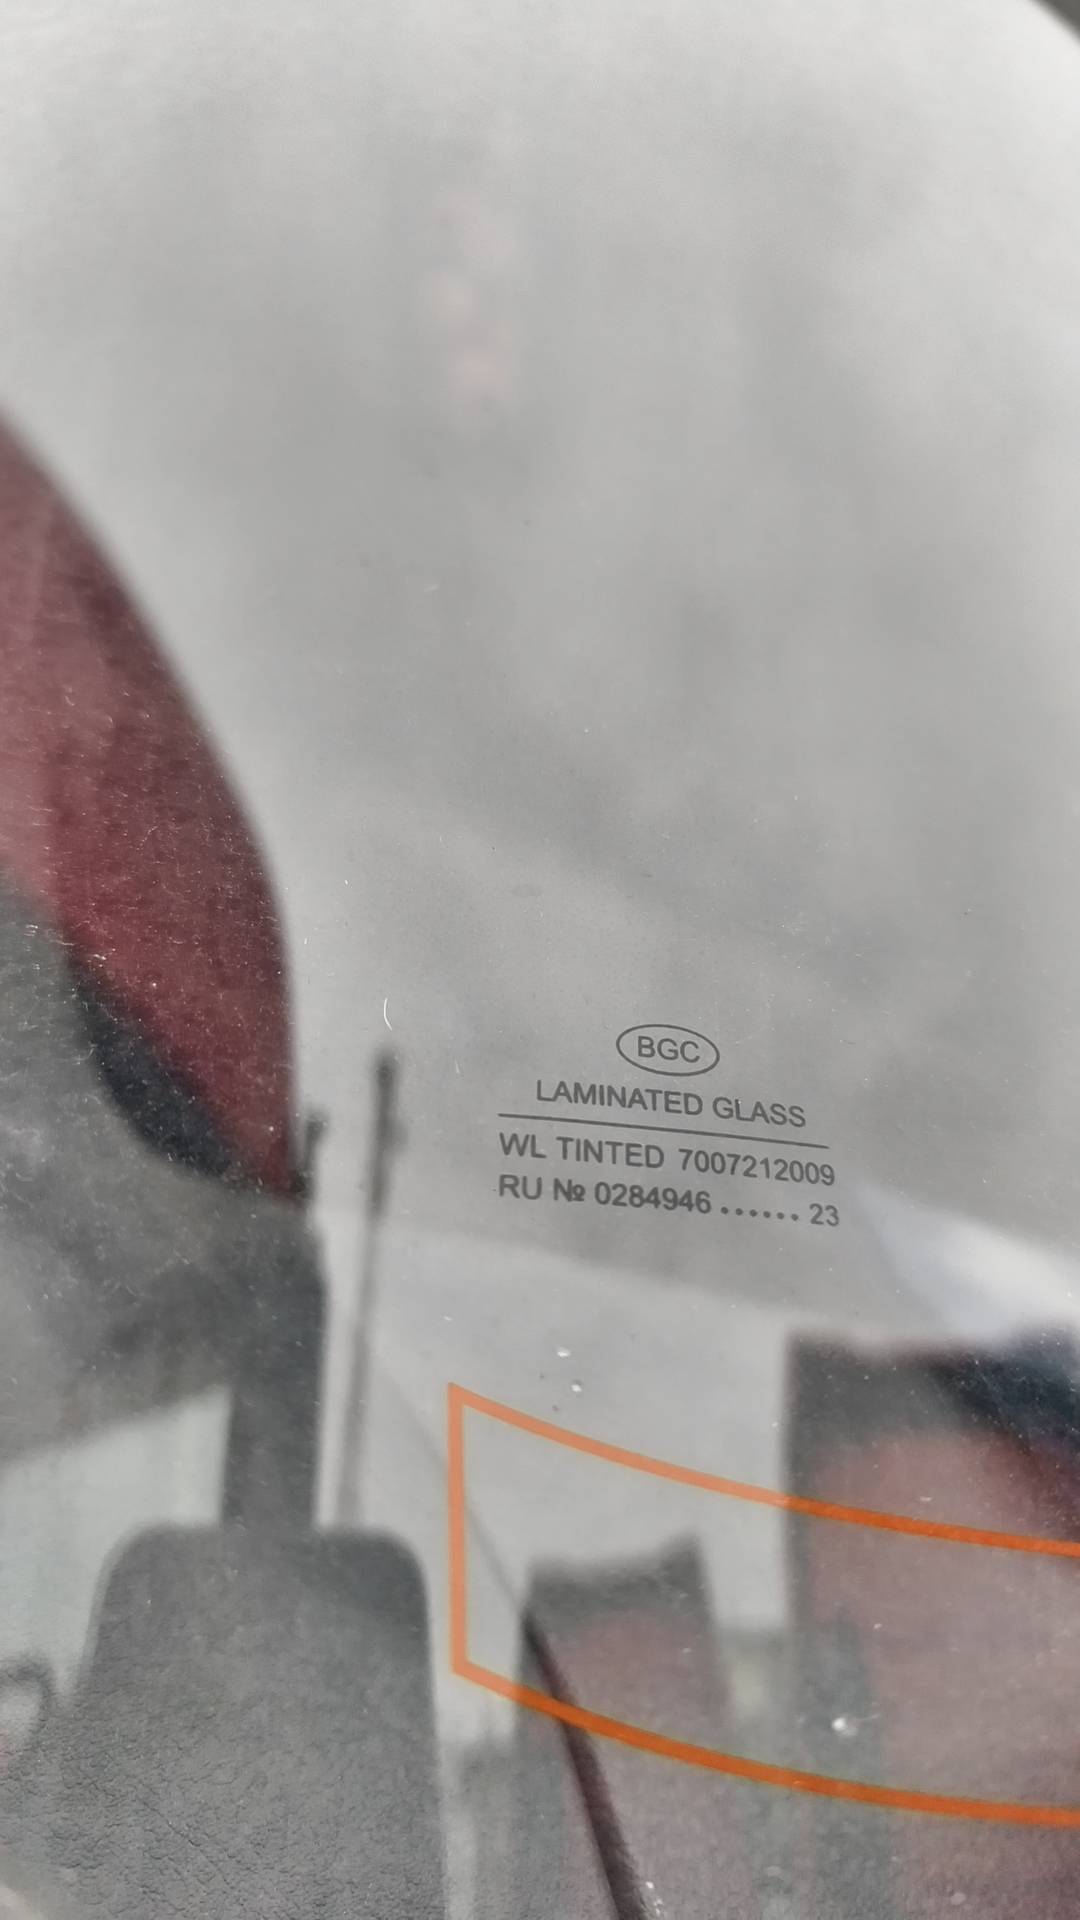 BGC
LAMINATED GLASS
WL TINTED 7007212009
RU № 0284946 ...... 23